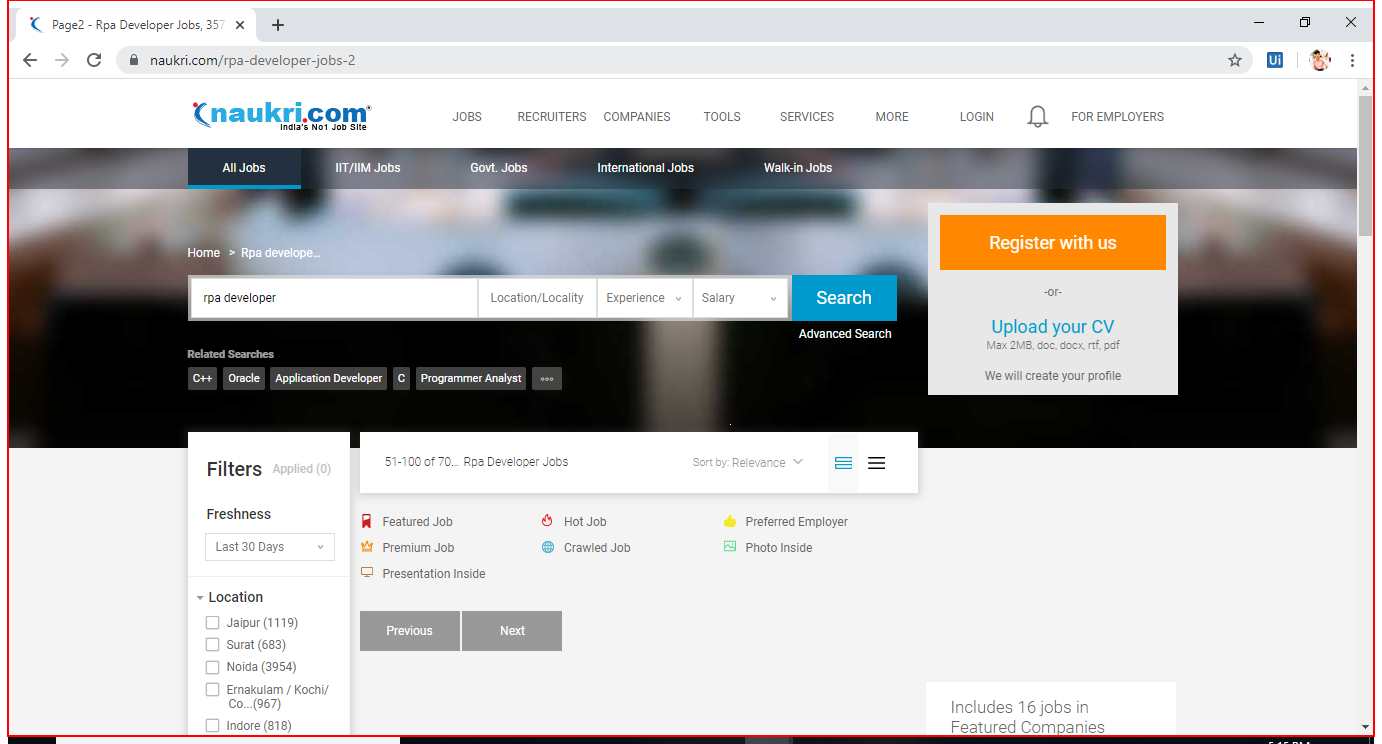 Page2 - Rpa Developer Jobs, 357
naukri.com/rpa-developer-jobs-2
Ui
naukri.com
India's No1 Job Site
JOBS RECRUITERS COMPANIES TOOLS SERVICES MORE LOGIN FOR EMPLOYERS
All Jobs IIT/IIM Jobs Govt. Jobs International Jobs Walk-in Jobs
Home > Rpa develope...
rpa developer Location/Locality Experience Salary Search
Advanced Search
Related Searches
C++ Oracle Application Developer C Programmer Analyst
Register with us
-or-
Upload your CV
Max 2MB, doc, docx, rtf, pdf
We will create your profile
Filters Applied (0)
Freshness
Last 30 Days
Location
Jaipur (1119)
Surat (683)
Noida (3954)
Ernakulam / Kochi/
Co...(967)
Indore (818)
51-100 of 70... Rpa Developer Jobs Sort by: Relevance
Featured Job Hot Job Preferred Employer
Premium Job Crawled Job Photo Inside
Presentation Inside
Previous Next
Includes 16 jobs in
Featured Companies